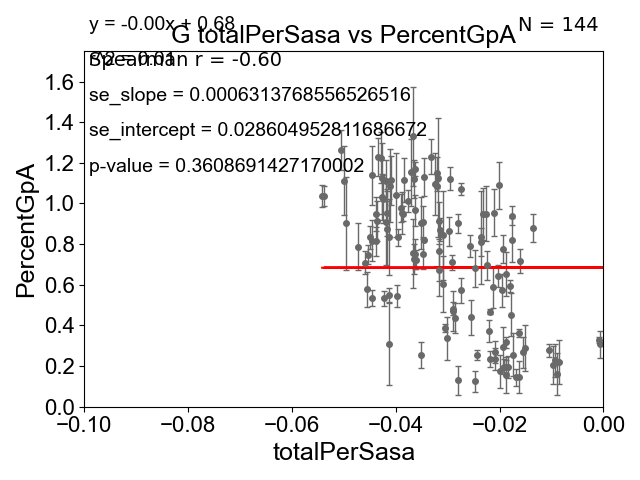 y = -0.00x + 0.68
N = 144
G totalPerSasa vs PercentGpA
Spearman r = -0.60
se_slope = 0.0006313768556526516
se_intercept = 0.028604952811686672
p-value = 0.3608691427170002
PercentGpA
1.6
1.4
1.2
1.0
0.8
0.6
0.4
0.2
0.0
−0.10 −0.08 −0.06 −0.04 −0.02 0.00
totalPerSasa